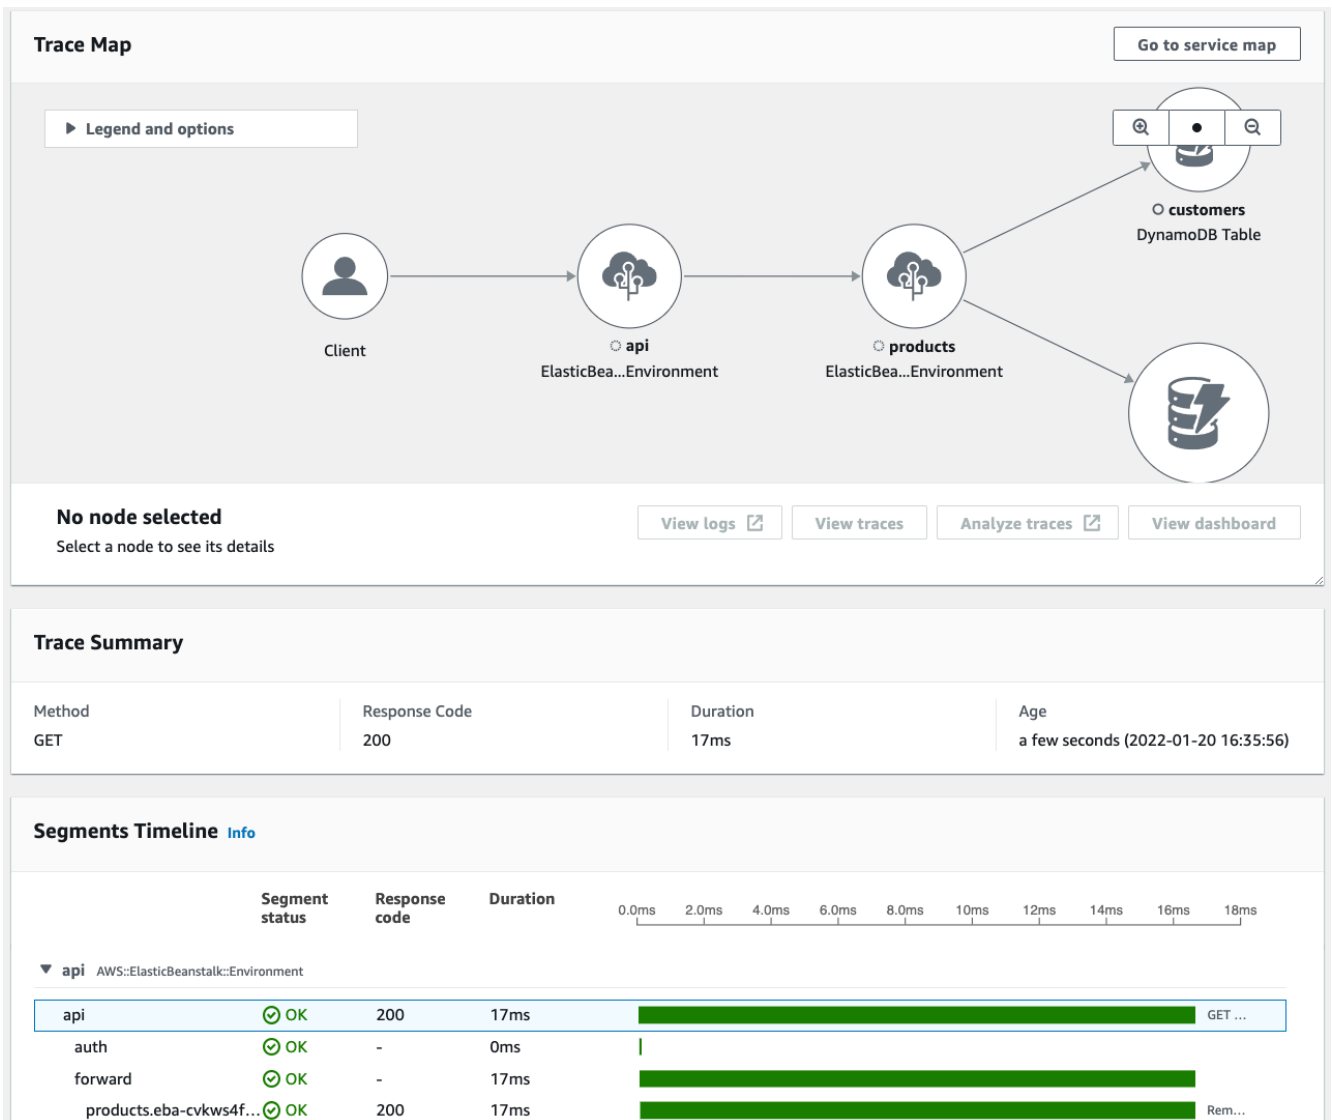 Trace Map
Go to service map
Legend and options
customers
DynamoDB Table
Client
api
ElasticBea...Environment
products
ElasticBea...Environment
No node selected
Select a node to see its details
View logs
View traces
Analyze traces
View dashboard
Trace Summary
Method
GET
Response Code
200
Duration
17ms
Age
a few seconds (2022-01-20 16:35:56)
Segments Timeline Info
Segment status
Response code
Duration
0.0ms 2.0ms 4.0ms 6.0ms 8.0ms 10ms 12ms 14ms 16ms 18ms
api AWS::ElasticBeanstalk::Environment
api OK 200 17ms GET ...
auth OK - 0ms
forward OK - 17ms
products.eba-cvkws4f... OK 200 17ms Rem...